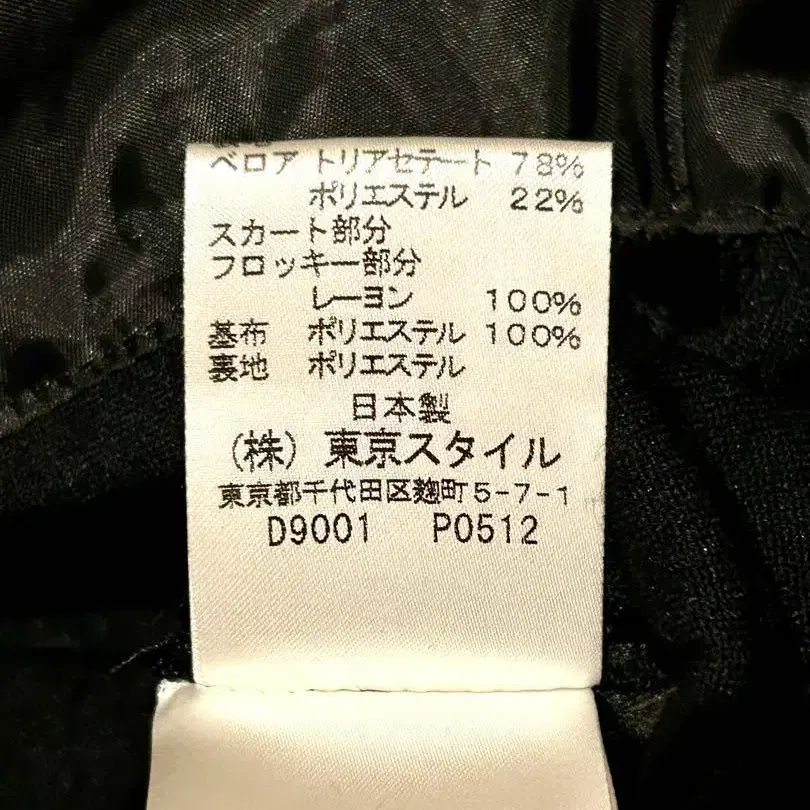 ベロア トリアセテート 78%
ポリエステル 22%
スカート部分
フロッキー部分
レーヨン 100%
基布 ポリエステル 100%
裏地 ポリエステル
日本製
(株) 東京スタイル
東京都千代田区麹町5-7-1
D9001 P0512